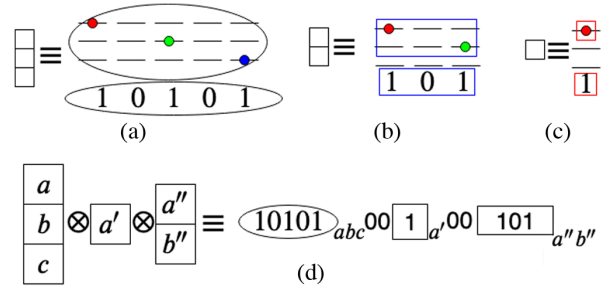 ≡
1 0 1 0 1
(a)
≡
1 0 1
(b)
≡
1
(c)
a
b
c
⊗ a′ ⊗
a″
b″
≡ 10101 abc 00 1 a′ 00 101 a″b″
(d)